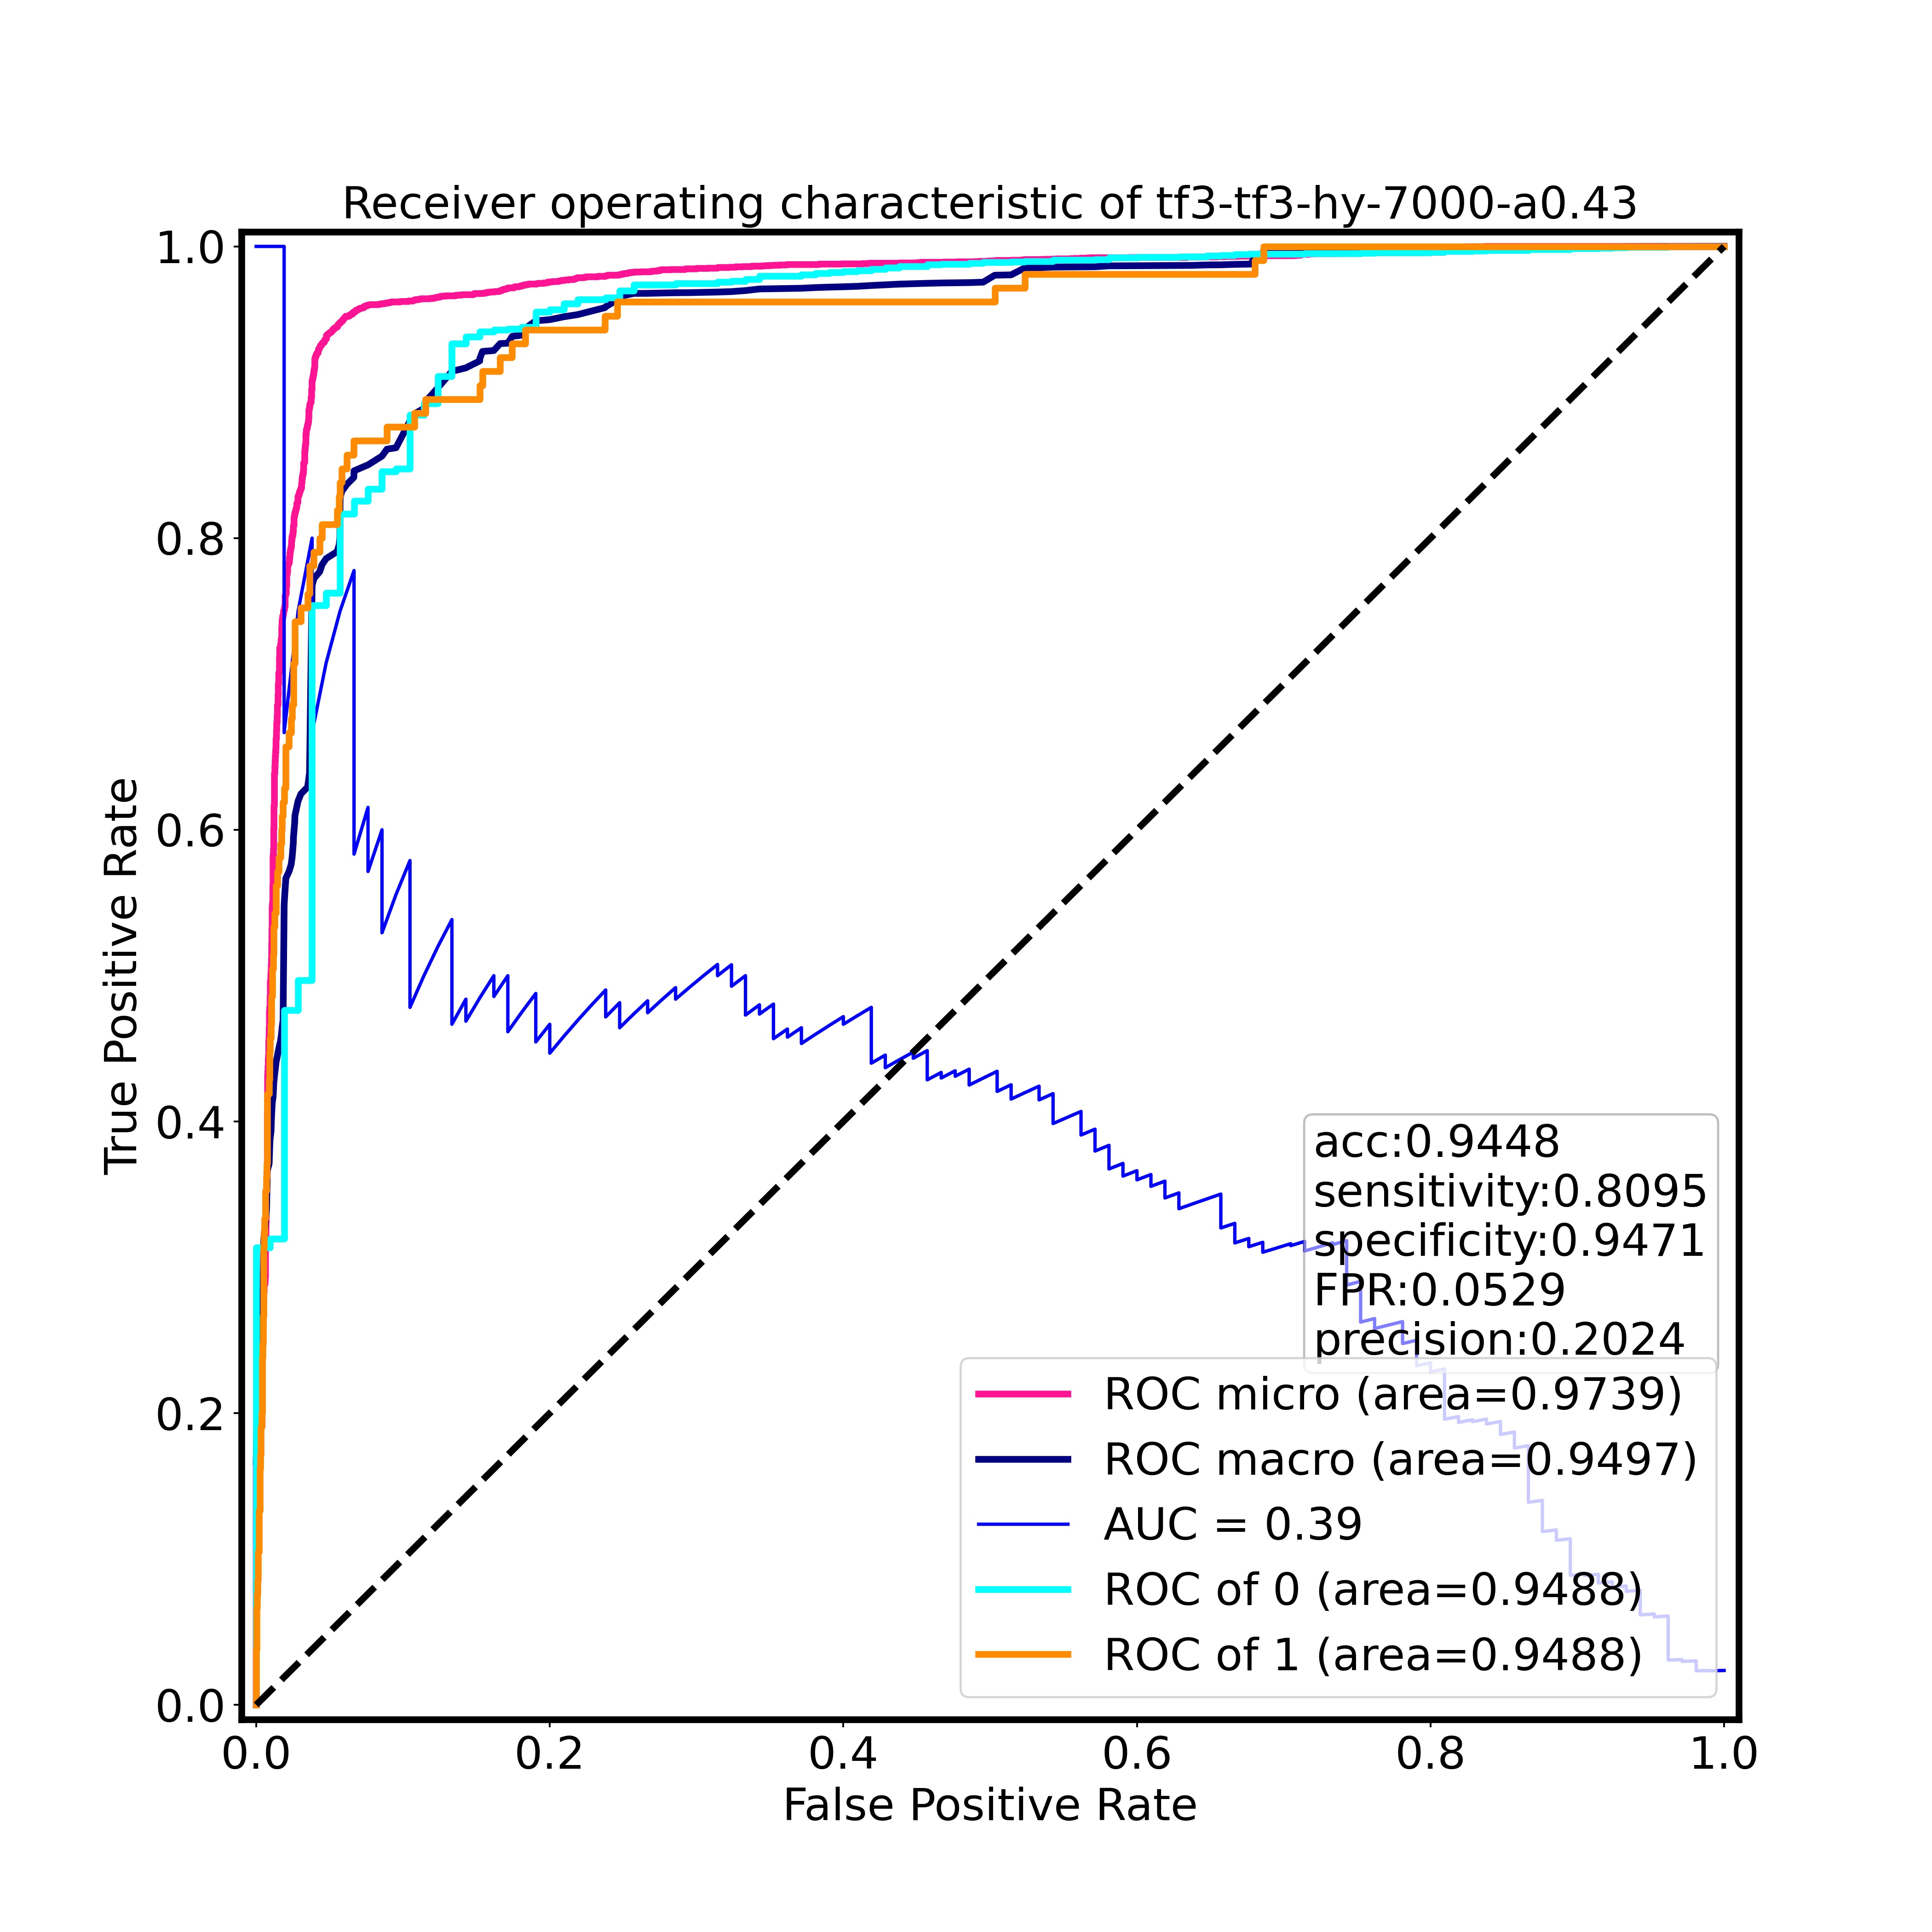 Receiver operating characteristic of tf3-tf3-hy-7000-a0.43
1.0
0.8
0.6
0.4
0.2
0.0
True Positive Rate
acc:0.9448
sensitivity:0.8095
specificity:0.9471
FPR:0.0529
precision:0.2024
ROC micro (area=0.9739)
ROC macro (area=0.9497)
AUC = 0.39
ROC of 0 (area=0.9488)
ROC of 1 (area=0.9488)
0.0 0.2 0.4 0.6 0.8 1.0
False Positive Rate